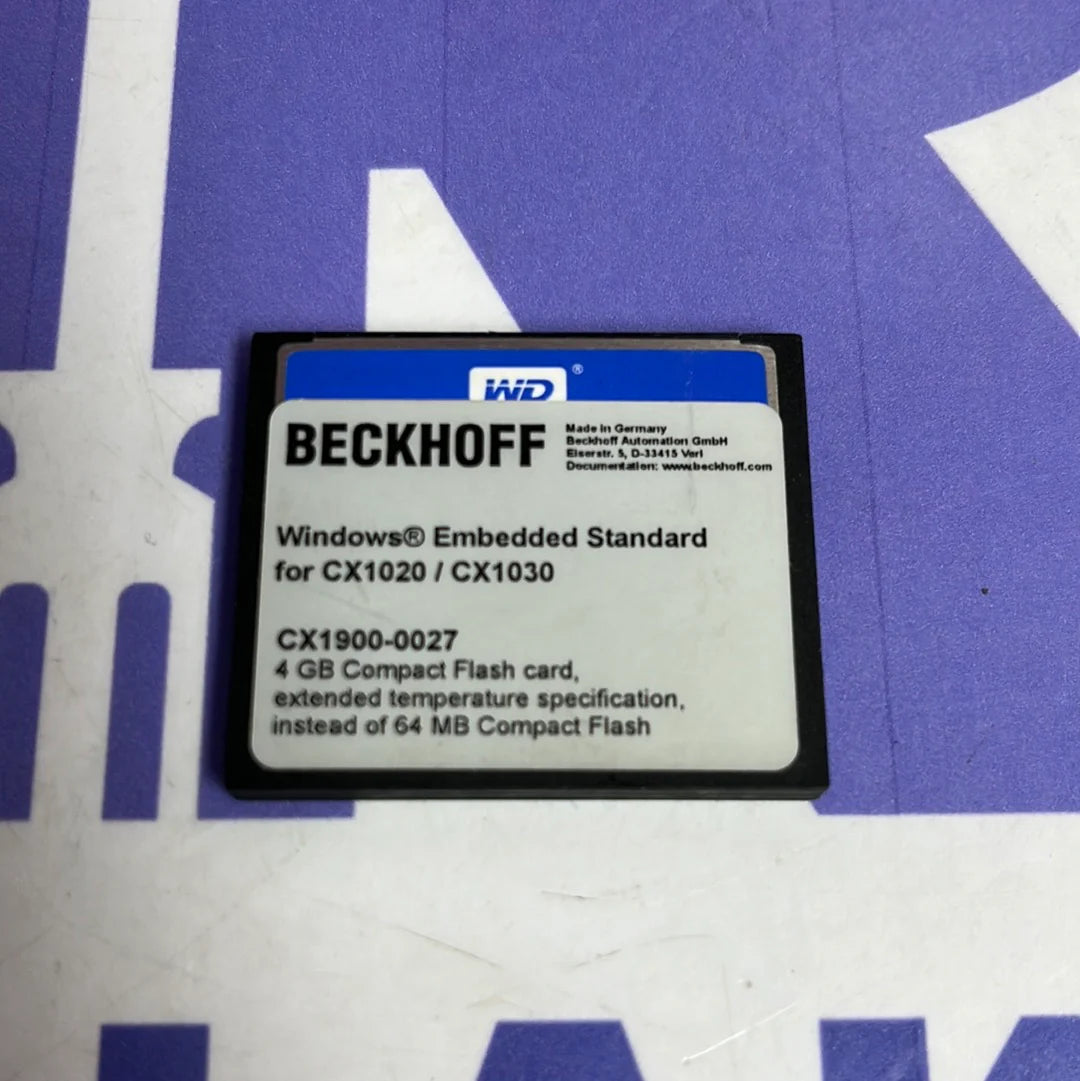 WD®
BECKHOFF
Made in Germany
Beckhoff Automation GmbH
Eiserstr. 5, D-33415 Verl
Documentation: www.beckhoff.com
Windows® Embedded Standard
for CX1020 / CX1030
CX1900-0027
4 GB Compact Flash card,
extended temperature specification,
instead of 64 MB Compact Flash